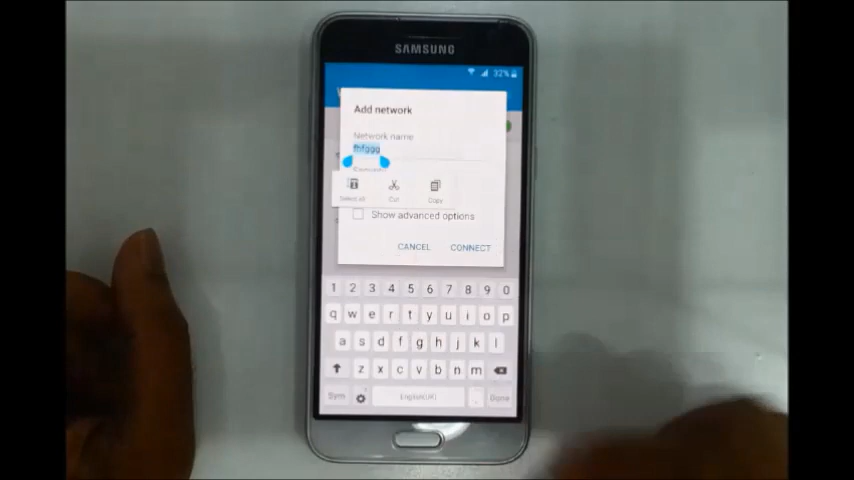 SAMSUNG
32%
Add network
Network name
fhfggg
Select all
Cut
Copy
Show advanced options
CANCEL
CONNECT
1 2 3 4 5 6 7 8 9 0
q w e r t y u i o p
a s d f g h j k l
z x c v b n m
Sym
English(UK)
Done